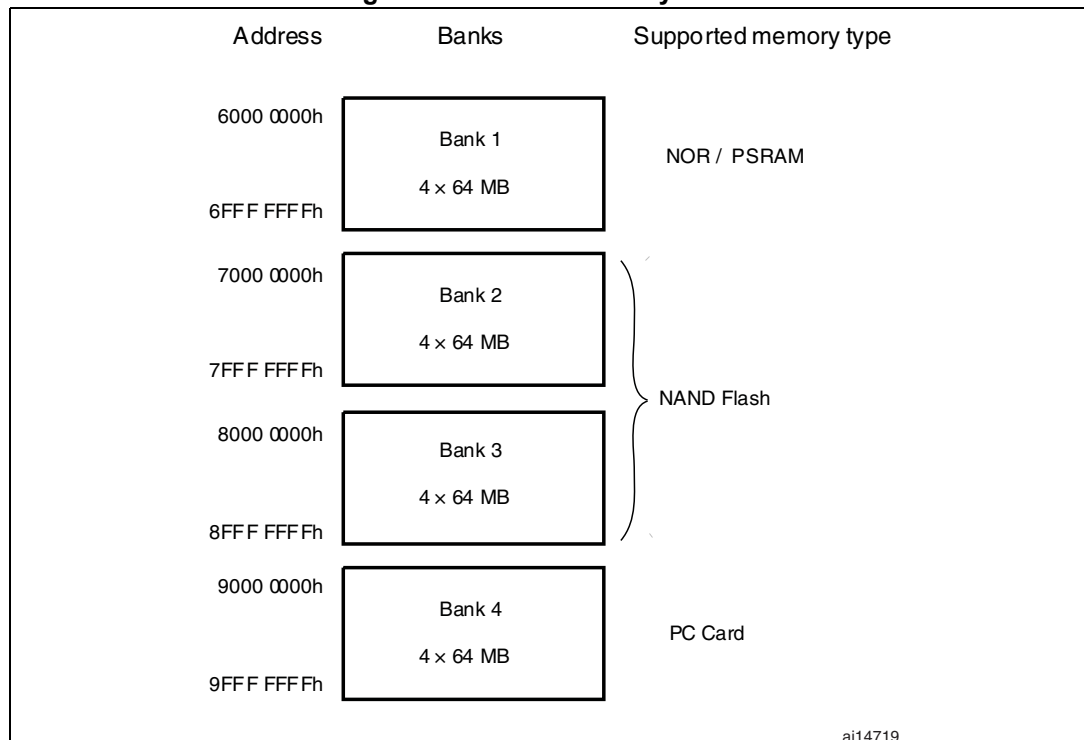 Address Banks Supported memory type
6000 0000h
Bank 1
NOR / PSRAM
4 × 64 MB
6FFF FFFFh
7000 0000h
Bank 2
4 × 64 MB
7FFF FFFFh
NAND Flash
8000 0000h
Bank 3
4 × 64 MB
8FFF FFFFh
9000 0000h
Bank 4
PC Card
4 × 64 MB
9FFF FFFFh
ai14719